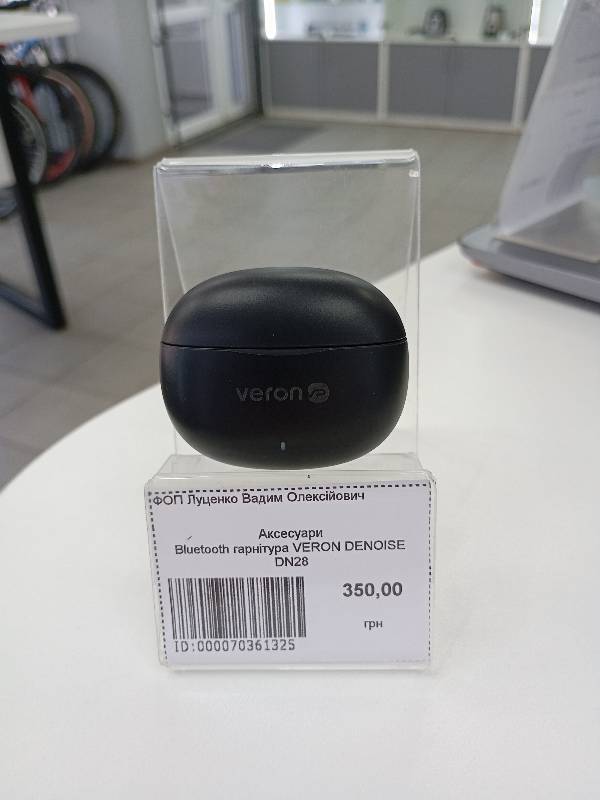 veron
ФОП Луценко Вадим Олексійович
Аксесуари
Bluetooth гарнітура VERON DENOISE
DN28
350,00
грн
ID:000070361325